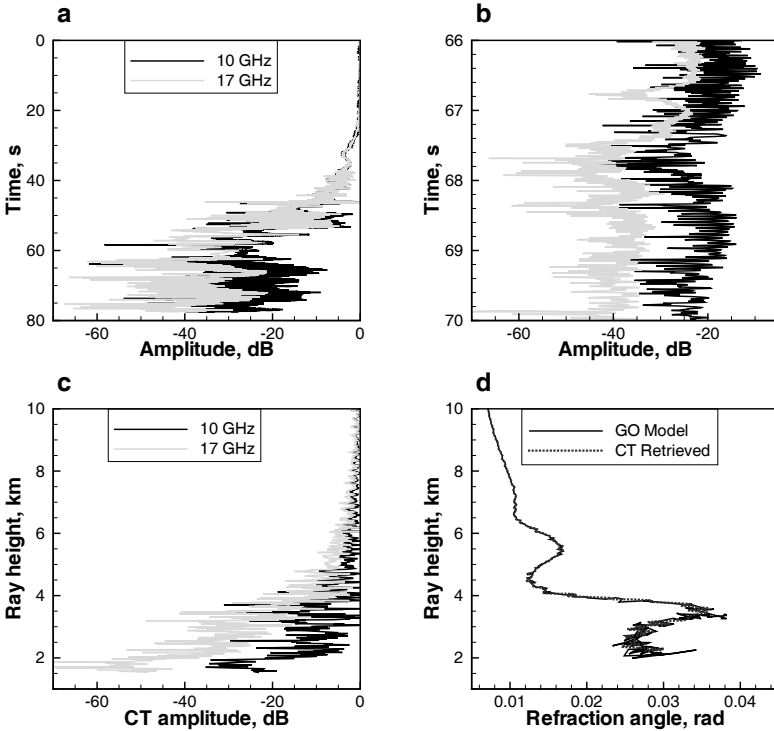 a
0
20
40
60
80
Time, s
10 GHz
17 GHz
-60
-40
-20
0
Amplitude, dB
b
66
67
68
69
70
Time, s
-60
-40
-20
Amplitude, dB
c
10
8
6
4
2
Ray height, km
10 GHz
17 GHz
-60
-40
-20
0
CT amplitude, dB
d
10
8
6
4
2
Ray height, km
GO Model
CT Retrieved
0.01
0.02
0.03
0.04
Refraction angle, rad